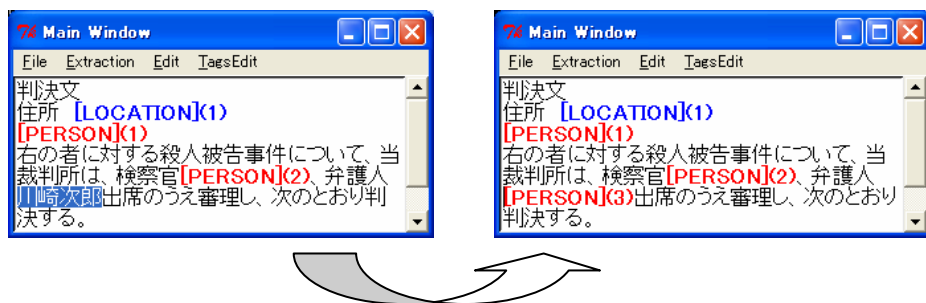 Main Window
File Extraction Edit TagsEdit
判決文
住所 [LOCATION](1)
[PERSON](1)
右の者に対する殺人被告事件について、当
裁判所は、検察官[PERSON](2)、弁護人
川崎次郎出席のうえ審理し、次のとおり判
決する。
Main Window
File Extraction Edit TagsEdit
判決文
住所 [LOCATION](1)
[PERSON](1)
右の者に対する殺人被告事件について、当
裁判所は、検察官[PERSON](2)、弁護人
[PERSON](3)出席のうえ審理し、次のとおり
判決する。